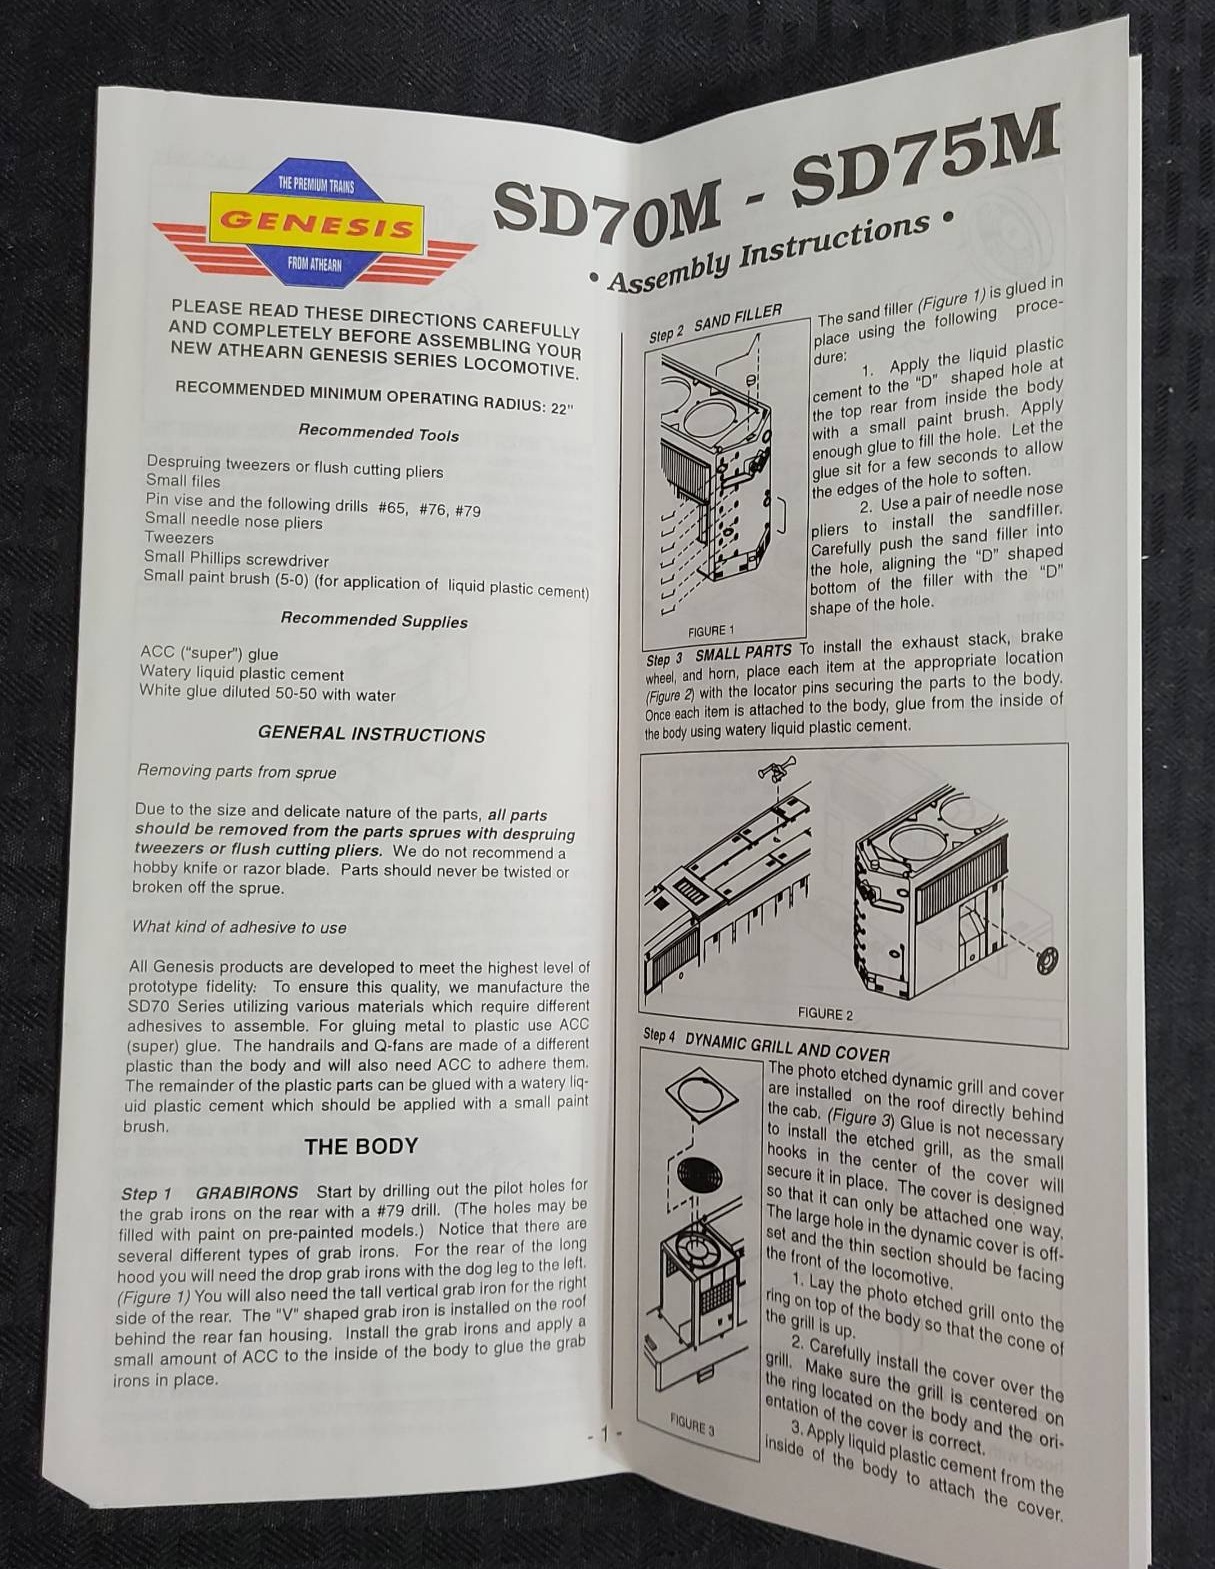 THE PREMIUM TRAINS
GENESIS
FROM ATHEARN
SD70M - SD75M
• Assembly Instructions •
PLEASE READ THESE DIRECTIONS CAREFULLY
AND COMPLETELY BEFORE ASSEMBLING YOUR
NEW ATHEARN GENESIS SERIES LOCOMOTIVE.
RECOMMENDED MINIMUM OPERATING RADIUS: 22"
Recommended Tools
Despruing tweezers or flush cutting pliers
Small files
Pin vise and the following drills #65, #76, #79
Small needle nose pliers
Tweezers
Small Phillips screwdriver
Small paint brush (5-0) (for application of liquid plastic cement)
Recommended Supplies
ACC ("super") glue
Watery liquid plastic cement
White glue diluted 50-50 with water
GENERAL INSTRUCTIONS
Removing parts from sprue
Due to the size and delicate nature of the parts, all parts
should be removed from the parts sprues with despruing
tweezers or flush cutting pliers. We do not recommend a
hobby knife or razor blade. Parts should never be twisted or
broken off the sprue.
What kind of adhesive to use
All Genesis products are developed to meet the highest level of
prototype fidelity: To ensure this quality, we manufacture the
SD70 Series utilizing various materials which require different
adhesives to assemble. For gluing metal to plastic use ACC
(super) glue. The handrails and Q-fans are made of a different
plastic than the body and will also need ACC to adhere them.
The remainder of the plastic parts can be glued with a watery liq-
uid plastic cement which should be applied with a small paint
brush.
THE BODY
Step 1 GRABIRONS Start by drilling out the pilot holes for
the grab irons on the rear with a #79 drill. (The holes may be
filled with paint on pre-painted models.) Notice that there are
several different types of grab irons. For the rear of the long
hood you will need the drop grab irons with the dog leg to the left.
(Figure 1) You will also need the tall vertical grab iron for the right
side of the rear. The "V" shaped grab iron is installed on the roof
behind the rear fan housing. Install the grab irons and apply a
small amount of ACC to the inside of the body to glue the grab
irons in place.
Step 2 SAND FILLER
The sand filler (Figure 1) is glued in
place using the following proce-
dure:
1. Apply the liquid plastic
cement to the "D" shaped hole at
the top rear from inside the body
with a small paint brush. Apply
enough glue to fill the hole. Let the
glue sit for a few seconds to allow
the edges of the hole to soften.
2. Use a pair of needle nose
pliers to install the sandfiller.
Carefully push the sand filler into
the hole, aligning the "D" shaped
bottom of the filler with the "D"
shape of the hole.
FIGURE 1
Step 3 SMALL PARTS To install the exhaust stack, brake
wheel, and horn, place each item at the appropriate location
(Figure 2) with the locator pins securing the parts to the body.
Once each item is attached to the body, glue from the inside of
the body using watery liquid plastic cement.
FIGURE 2
Step 4 DYNAMIC GRILL AND COVER
The photo etched dynamic grill and cover
are installed on the roof directly behind
the cab. (Figure 3) Glue is not necessary
to install the etched grill, as the small
hooks in the center of the cover will
secure it in place. The cover is designed
so that it can only be attached one way.
The large hole in the dynamic cover is off-
set and the thin section should be facing
the front of the locomotive.
1. Lay the photo etched grill onto the
ring on top of the body so that the cone of
the grill is up.
2. Carefully install the cover over the
grill. Make sure the grill is centered on
the ring located on the body and the ori-
entation of the cover is correct.
3. Apply liquid plastic cement from the
inside of the body to attach the cover.
FIGURE 3
- 1 -